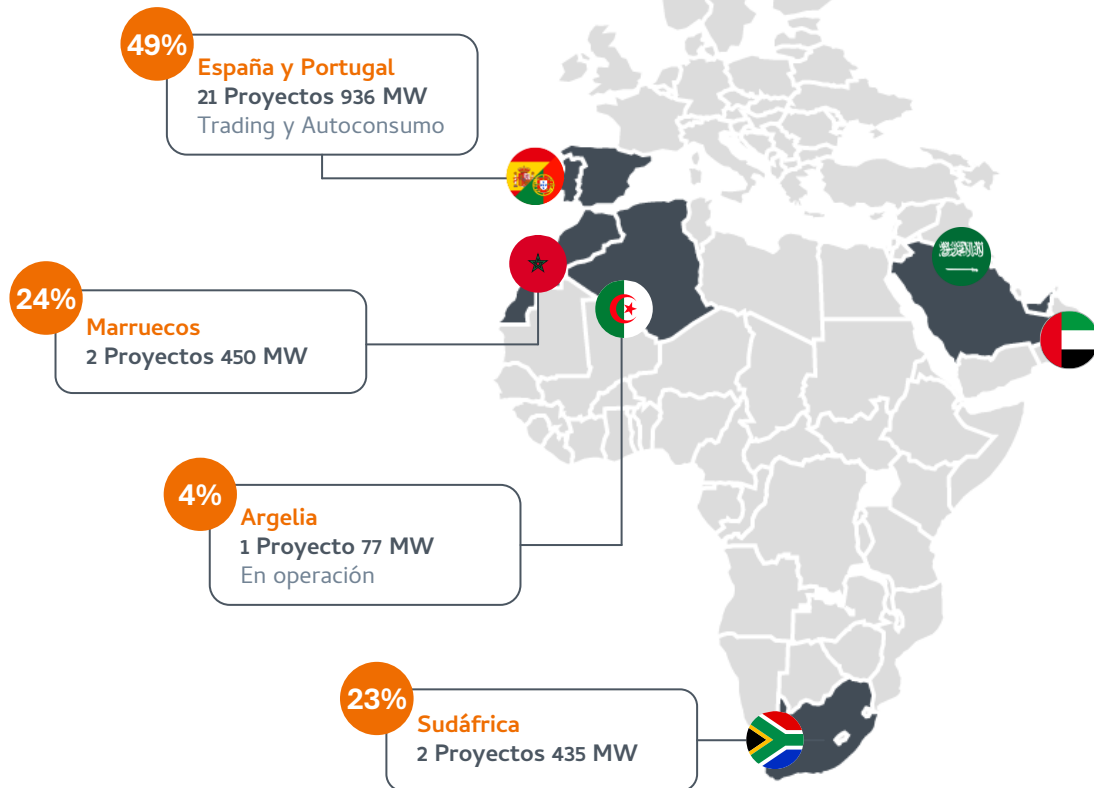 49%
España y Portugal
21 Proyectos 936 MW
Trading y Autoconsumo
24%
Marruecos
2 Proyectos 450 MW
4%
Argelia
1 Proyecto 77 MW
En operación
23%
Sudáfrica
2 Proyectos 435 MW